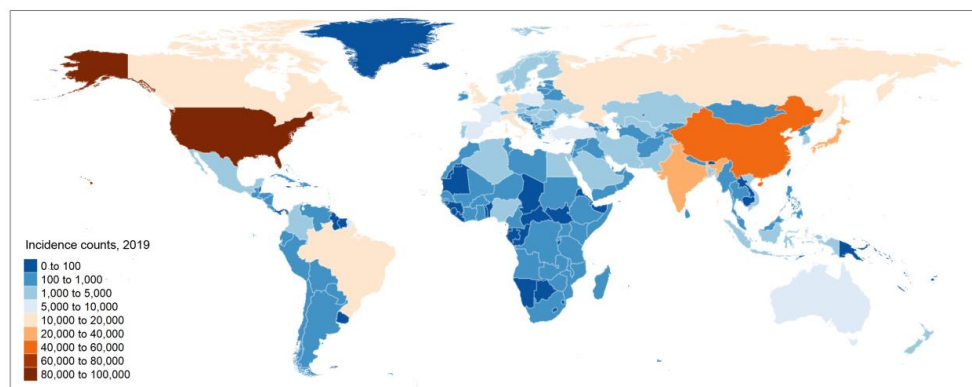 Incidence counts, 2019
0 to 100
100 to 1,000
1,000 to 5,000
5,000 to 10,000
10,000 to 20,000
20,000 to 40,000
40,000 to 60,000
60,000 to 80,000
80,000 to 100,000